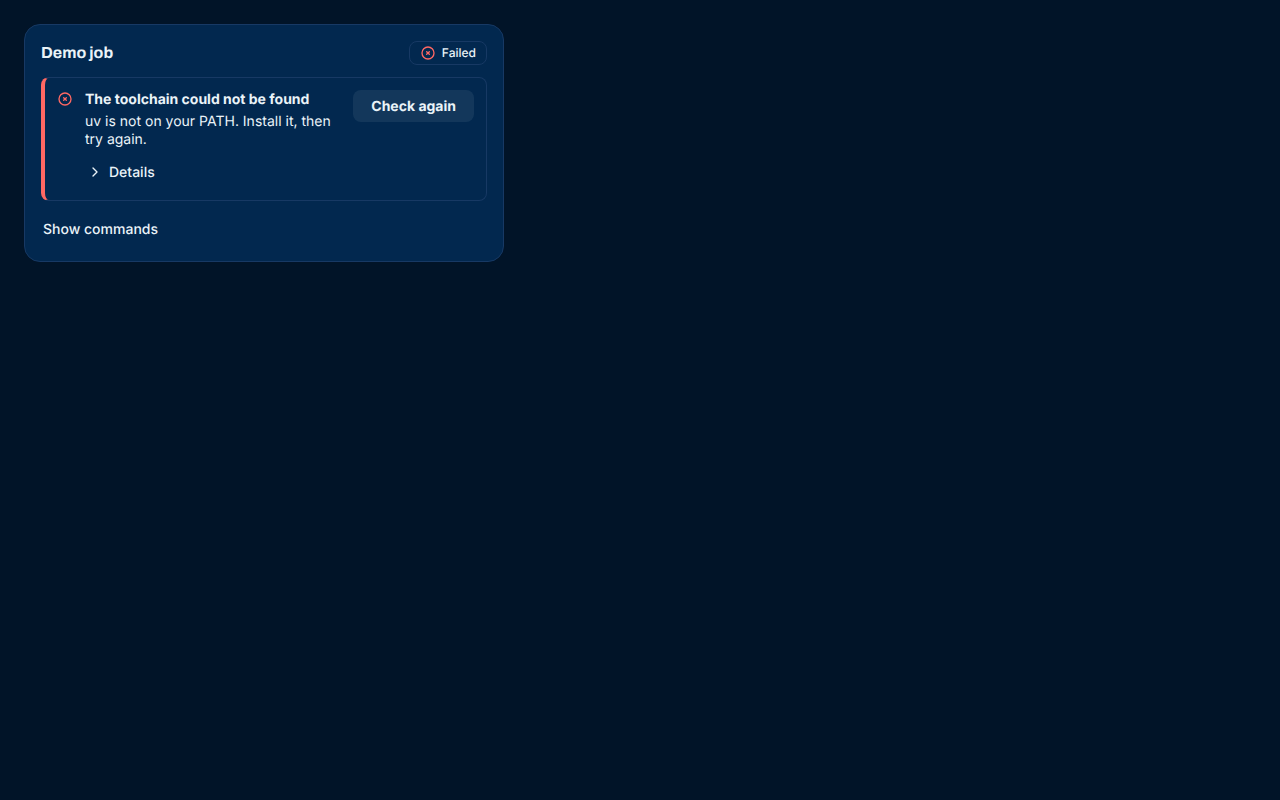 Demo job
Failed
The toolchain could not be found
Check again
uv is not on your PATH. Install it, then
try again.
Details
Show commands